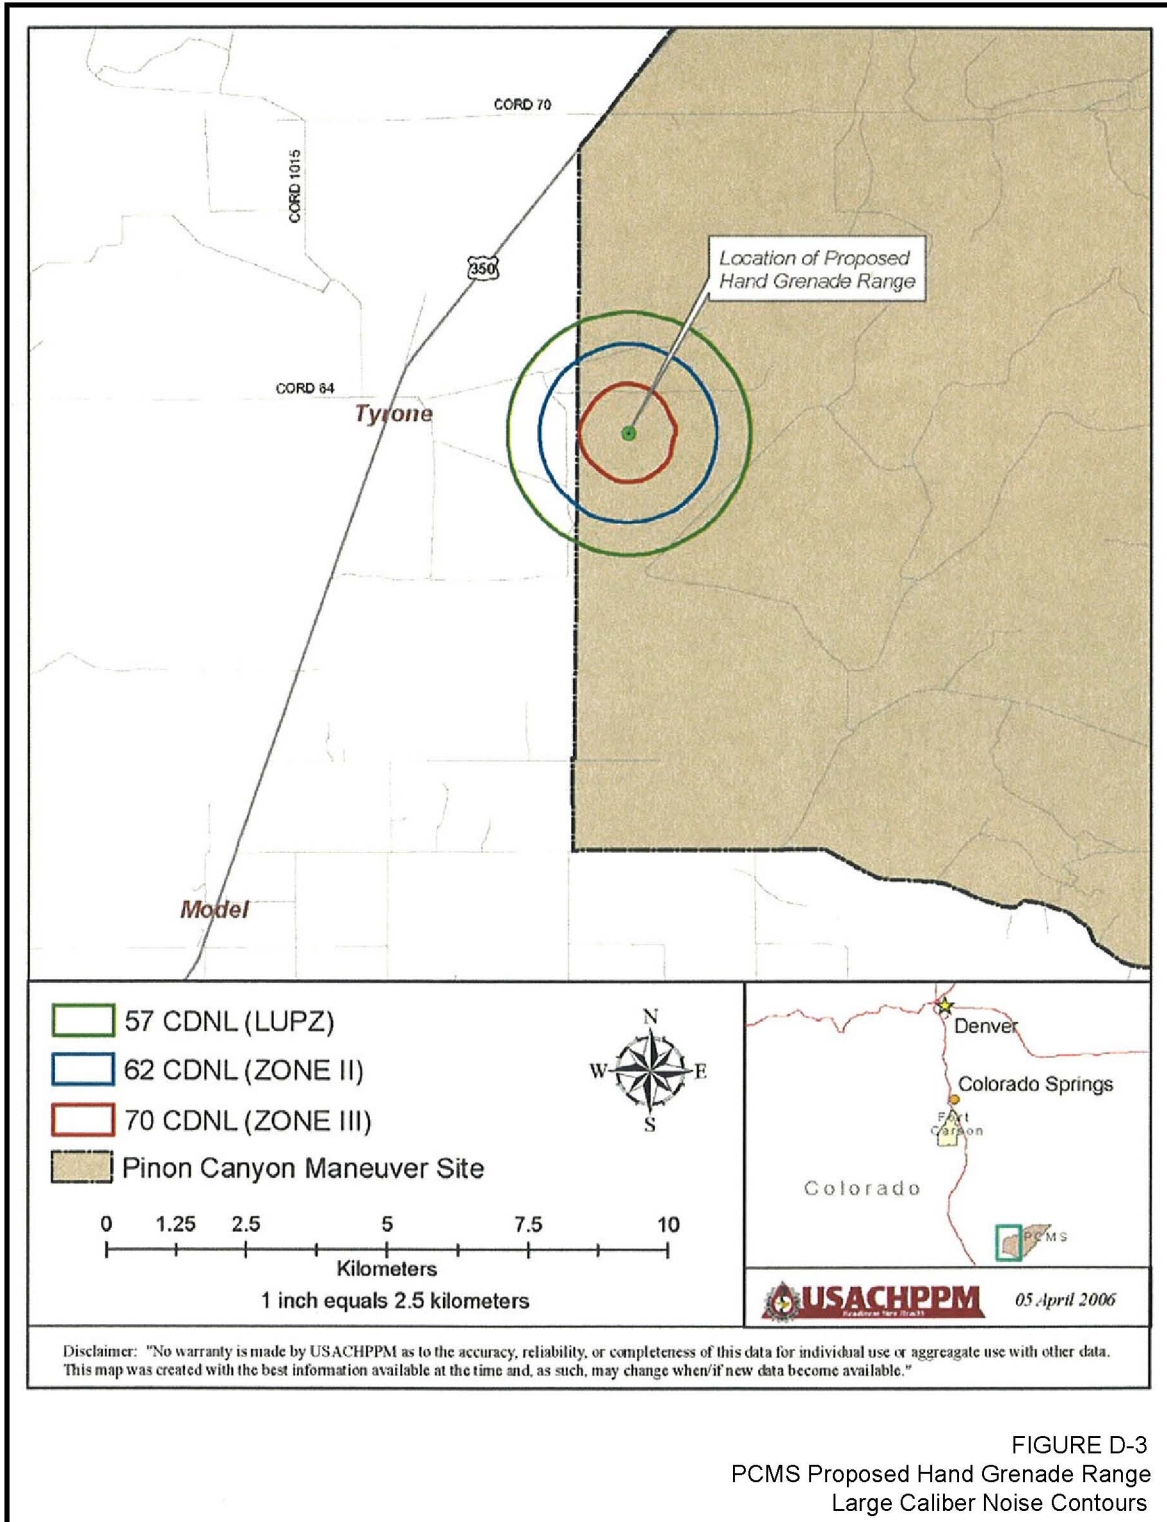 CORD 70
CORD 1015
350
Location of Proposed
Hand Grenade Range
CORD 64
Tyrone
Model
57 CDNL (LUPZ)
62 CDNL (ZONE II)
70 CDNL (ZONE III)
Pinon Canyon Maneuver Site
N
W E
S
0 1.25 2.5 5 7.5 10
Kilometers
1 inch equals 2.5 kilometers
Denver
Colorado Springs
Fort
Carson
Colorado
PCMS
USACHPPM
05 April 2006
Disclaimer: "No warranty is made by USACHPPM as to the accuracy, reliability, or completeness of this data for individual use or aggreagate use with other data.
This map was created with the best information available at the time and, as such, may change when/if new data become available."
FIGURE D-3
PCMS Proposed Hand Grenade Range
Large Caliber Noise Contours